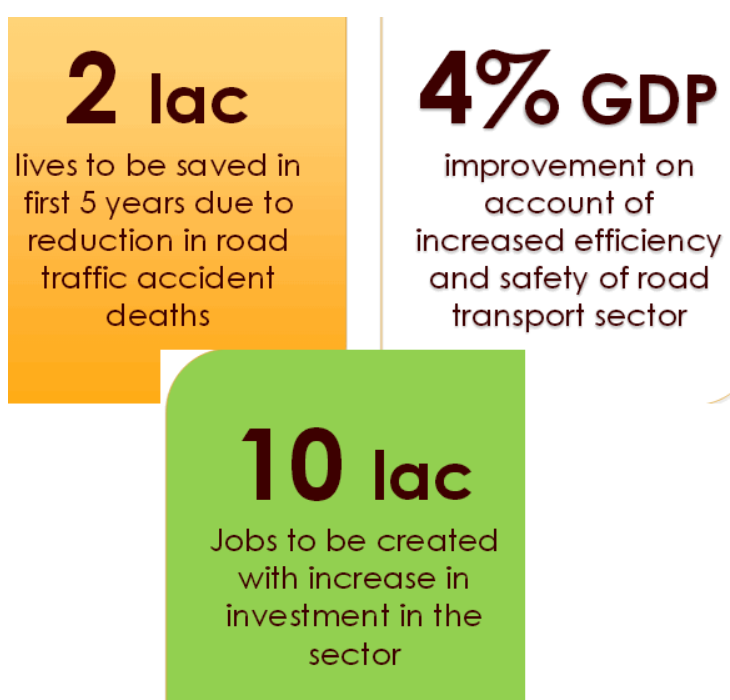 2 lac
lives to be saved in
first 5 years due to
reduction in road
traffic accident
deaths
4% GDP
improvement on
account of
increased efficiency
and safety of road
transport sector
10 lac
Jobs to be created
with increase in
investment in the
sector